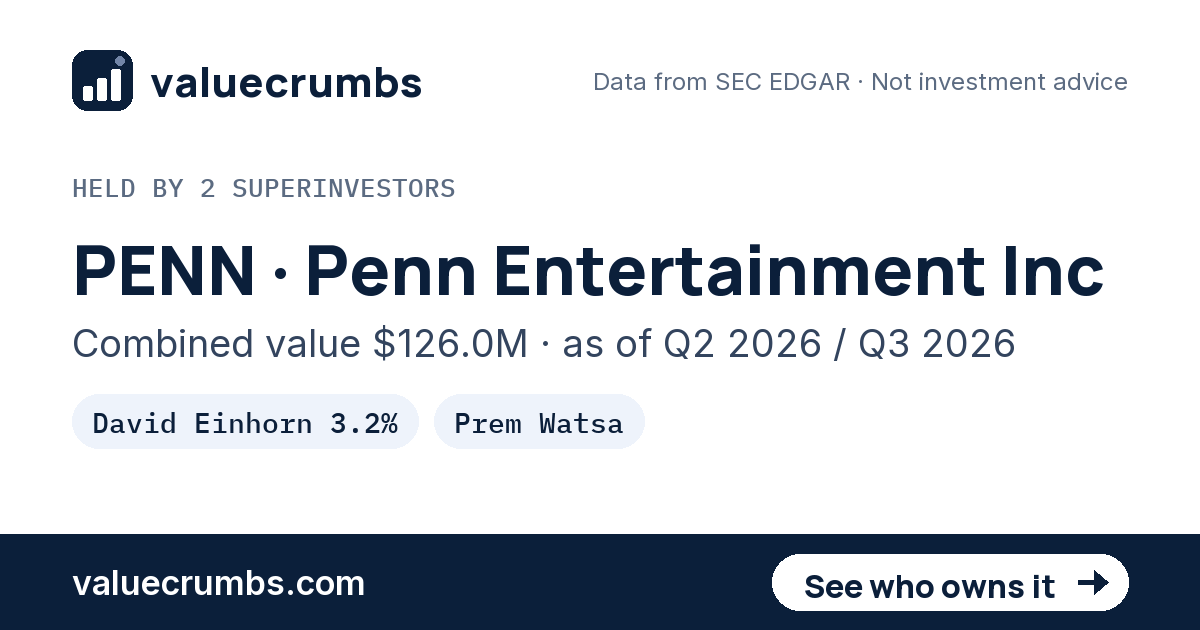 valuecrumbs
Data from SEC EDGAR · Not investment advice
HELD BY 2 SUPERINVESTORS
PENN · Penn Entertainment Inc
Combined value $126.0M · as of Q2 2026 / Q3 2026
David Einhorn 3.2%
Prem Watsa
valuecrumbs.com
See who owns it →